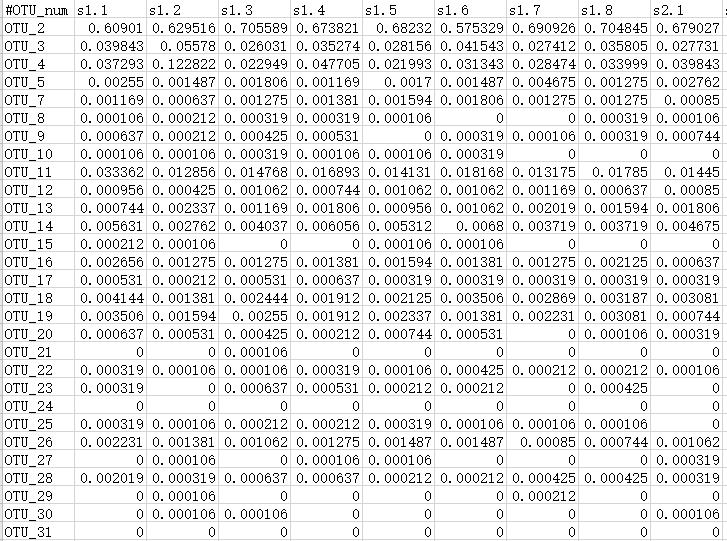 #OTU_num s1.1 s1.2 s1.3 s1.4 s1.5 s1.6 s1.7 s1.8 s2.1
OTU_2 0.60901 0.629516 0.705589 0.673821 0.68232 0.575329 0.690926 0.704845 0.679027
OTU_3 0.039843 0.05578 0.026031 0.035274 0.028156 0.041543 0.027412 0.035805 0.027731
OTU_4 0.037293 0.122822 0.022949 0.047705 0.021993 0.031343 0.028474 0.033999 0.039843
OTU_5 0.00255 0.001487 0.001806 0.001169 0.0017 0.001487 0.004675 0.001275 0.002762
OTU_7 0.001169 0.000637 0.001275 0.001381 0.001594 0.001806 0.001275 0.001275 0.00085
OTU_8 0.000106 0.000212 0.000319 0.000319 0.000106 0 0 0.000319 0.000106
OTU_9 0.000637 0.000212 0.000425 0.000531 0 0.000319 0.000106 0.000319 0.000744
OTU_10 0.000106 0.000106 0.000319 0.000106 0.000106 0.000319 0 0 0
OTU_11 0.033362 0.012856 0.014768 0.016893 0.014131 0.018168 0.013175 0.01785 0.01445
OTU_12 0.000956 0.000425 0.001062 0.000744 0.001062 0.001062 0.001169 0.000637 0.00085
OTU_13 0.000744 0.002337 0.001169 0.001806 0.000956 0.001062 0.002019 0.001594 0.001806
OTU_14 0.005631 0.002762 0.004037 0.006056 0.005312 0.0068 0.003719 0.003719 0.004675
OTU_15 0.000212 0.000106 0 0 0.000106 0.000106 0 0 0
OTU_16 0.002656 0.001275 0.001275 0.001381 0.001594 0.001381 0.001275 0.002125 0.000637
OTU_17 0.000531 0.000212 0.000531 0.000637 0.000319 0.000319 0.000319 0.000319 0.000319
OTU_18 0.004144 0.001381 0.002444 0.001912 0.002125 0.003506 0.002869 0.003187 0.003081
OTU_19 0.003506 0.001594 0.00255 0.001912 0.002337 0.001381 0.002231 0.003081 0.000744
OTU_20 0.000637 0.000531 0.000425 0.000212 0.000744 0.000531 0 0.000106 0.000319
OTU_21 0 0 0.000106 0 0 0 0 0 0
OTU_22 0.000319 0.000106 0.000106 0.000319 0.000106 0.000425 0.000212 0.000212 0.000106
OTU_23 0.000319 0 0.000637 0.000531 0.000212 0.000212 0 0.000425 0
OTU_24 0 0 0 0 0 0 0 0 0
OTU_25 0.000319 0.000106 0.000212 0.000212 0.000319 0.000106 0.000106 0.000106 0
OTU_26 0.002231 0.001381 0.001062 0.001275 0.001487 0.001487 0.00085 0.000744 0.001062
OTU_27 0 0.000106 0 0.000106 0.000106 0 0 0 0.000319
OTU_28 0.002019 0.000319 0.000637 0.000637 0.000212 0.000212 0.000425 0.000425 0.000319
OTU_29 0 0.000106 0 0 0 0 0.000212 0 0
OTU_30 0 0.000106 0.000106 0 0 0 0 0 0.000106
OTU_31 0 0 0 0 0 0 0 0 0